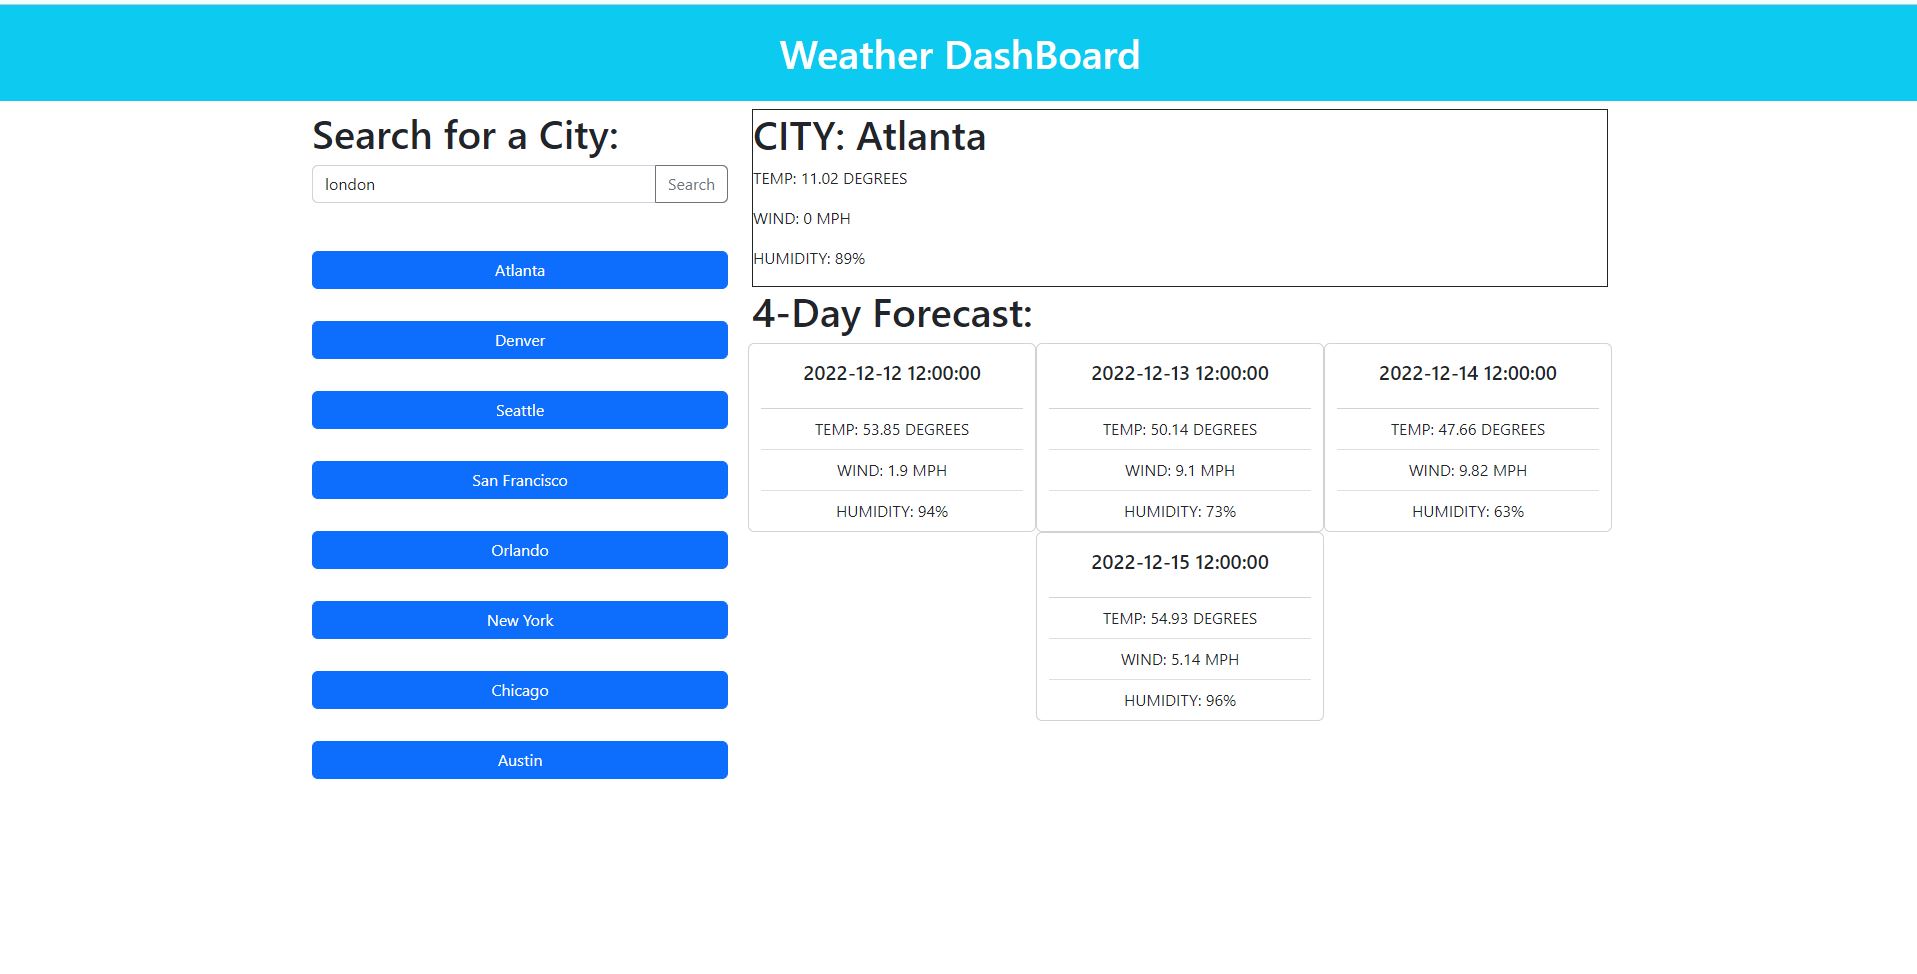 Weather DashBoard
Search for a City:
london
Search
Atlanta
Denver
Seattle
San Francisco
Orlando
New York
Chicago
Austin
CITY: Atlanta
TEMP: 11.02 DEGREES
WIND: 0 MPH
HUMIDITY: 89%
4-Day Forecast:
2022-12-12 12:00:00
TEMP: 53.85 DEGREES
WIND: 1.9 MPH
HUMIDITY: 94%
2022-12-13 12:00:00
TEMP: 50.14 DEGREES
WIND: 9.1 MPH
HUMIDITY: 73%
2022-12-14 12:00:00
TEMP: 47.66 DEGREES
WIND: 9.82 MPH
HUMIDITY: 63%
2022-12-15 12:00:00
TEMP: 54.93 DEGREES
WIND: 5.14 MPH
HUMIDITY: 96%